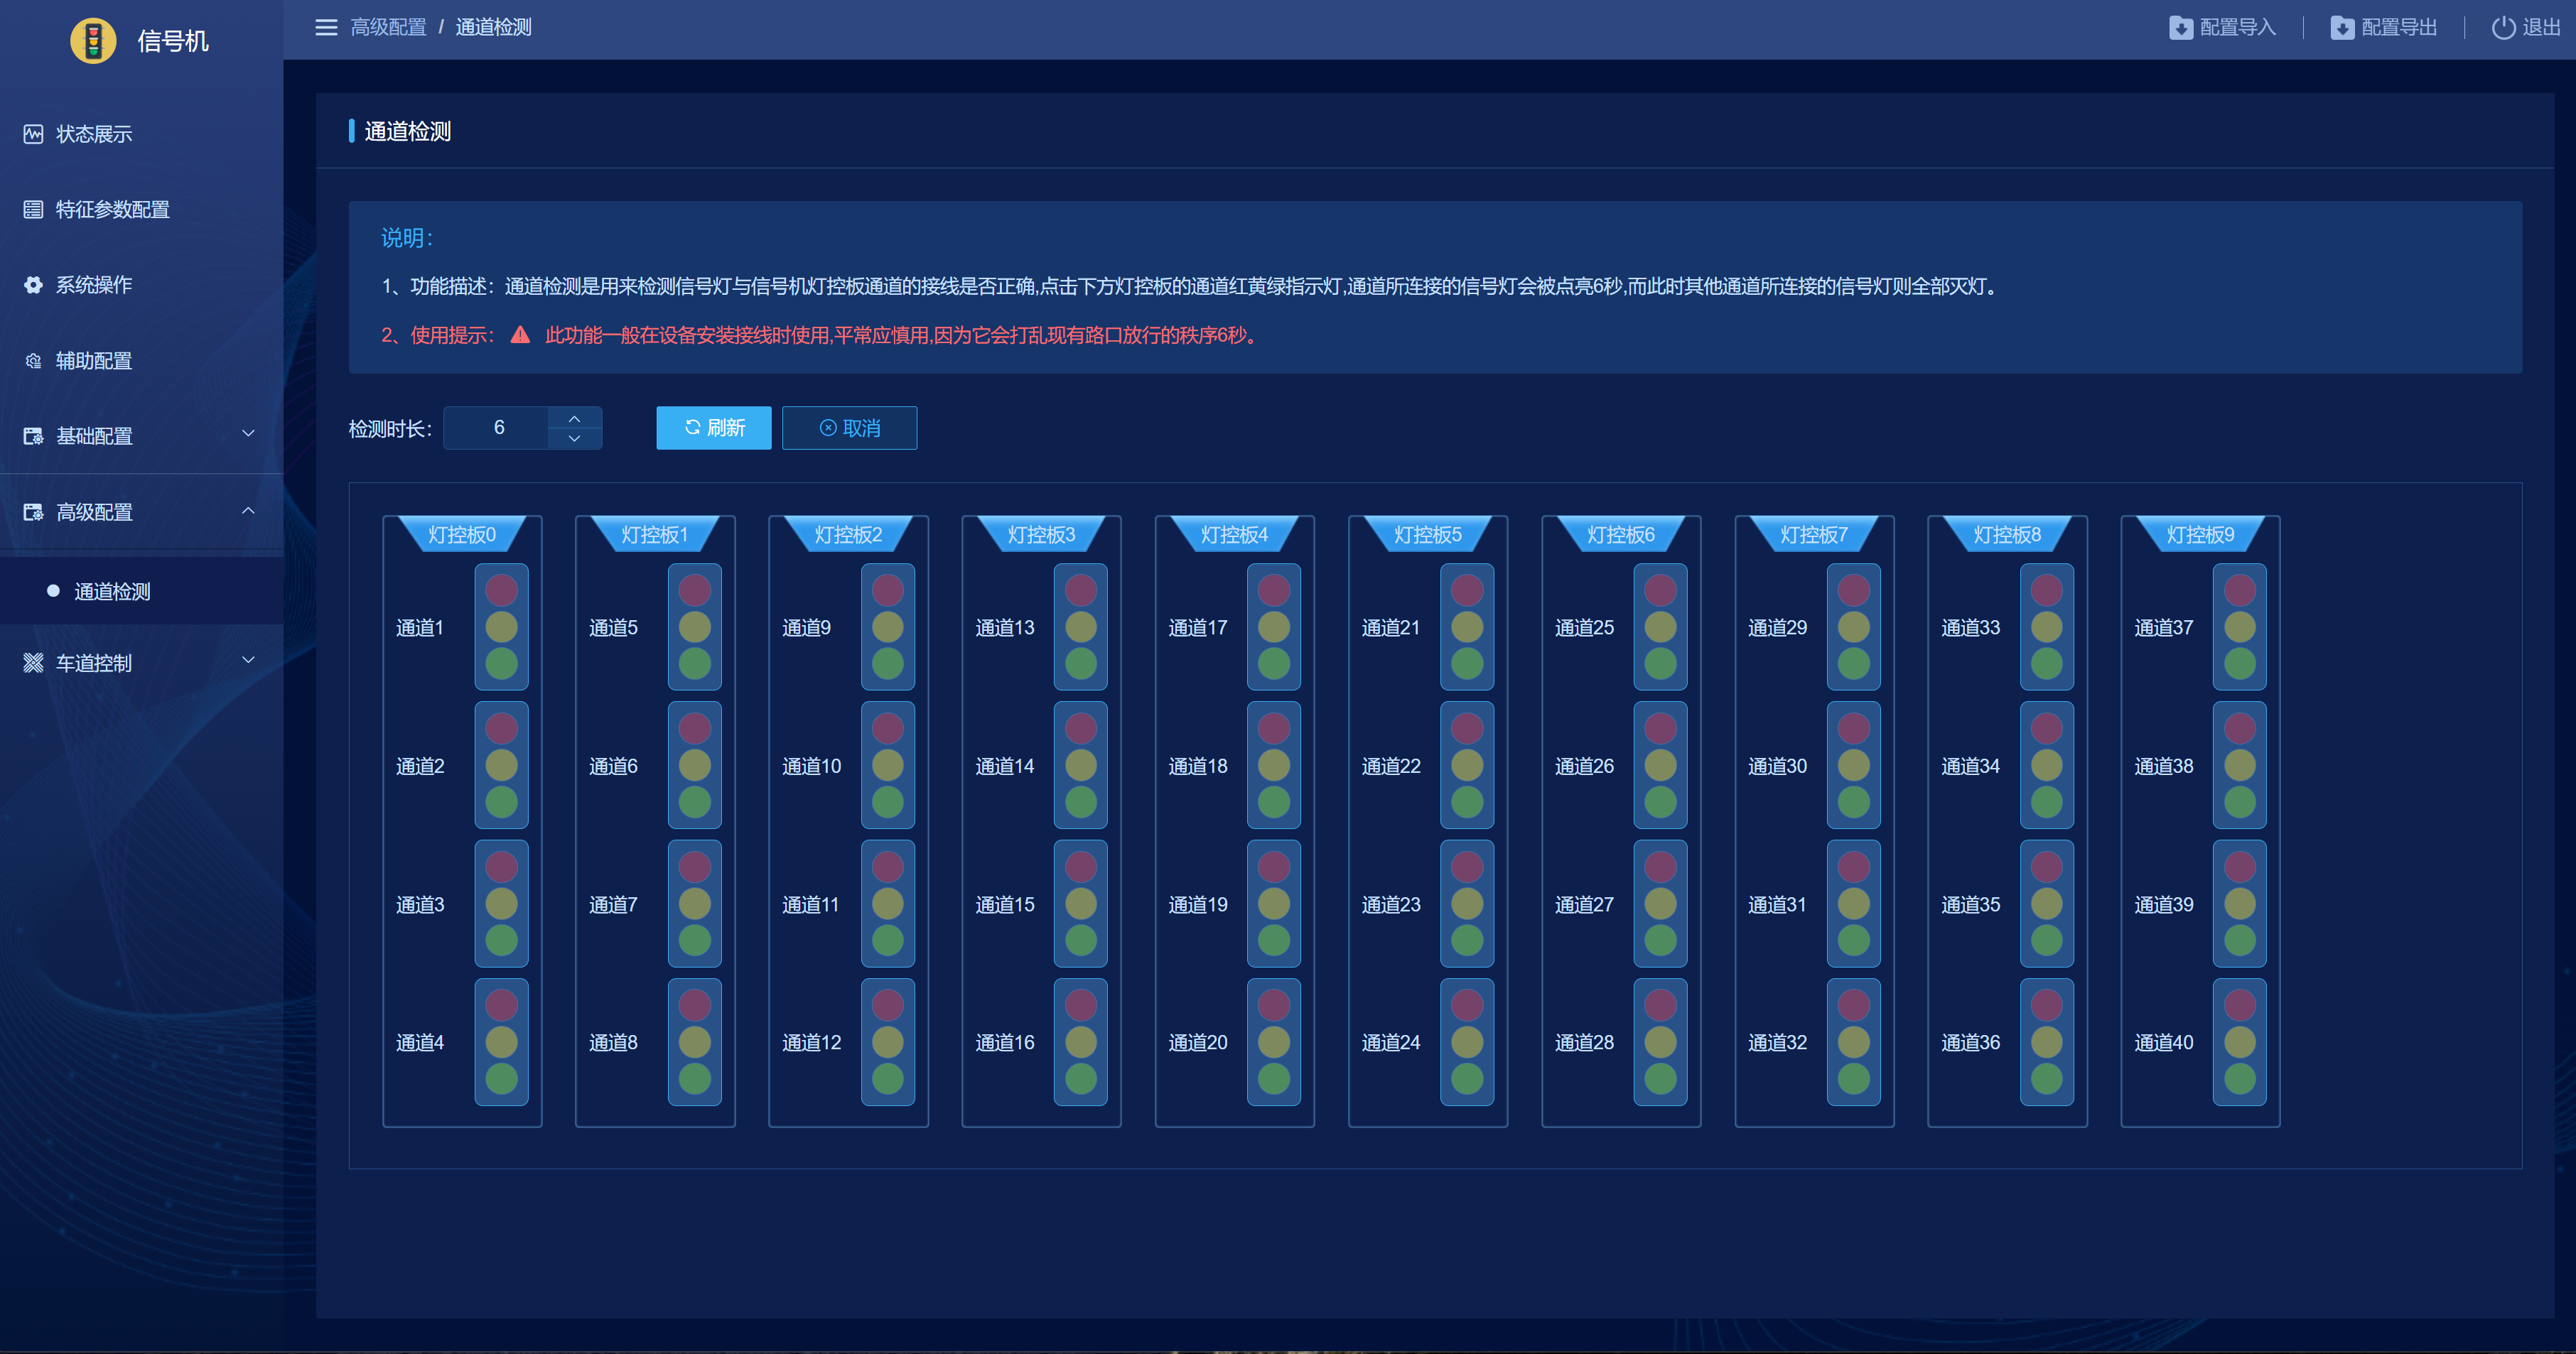 信号机
高级配置 / 通道检测
配置导入
配置导出
退出
状态展示
特征参数配置
系统操作
辅助配置
基础配置
高级配置
通道检测
车道控制
通道检测
说明：
1、功能描述：通道检测是用来检测信号灯与信号机灯控板通道的接线是否正确,点击下方灯控板的通道红黄绿指示灯,通道所连接的信号灯会被点亮6秒,而此时其他通道所连接的信号灯则全部灭灯。
2、使用提示： 此功能一般在设备安装接线时使用,平常应慎用,因为它会打乱现有路口放行的秩序6秒。
检测时长： 6 刷新 取消
灯控板0 灯控板1 灯控板2 灯控板3 灯控板4 灯控板5 灯控板6 灯控板7 灯控板8 灯控板9
通道1 通道5 通道9 通道13 通道17 通道21 通道25 通道29 通道33 通道37
通道2 通道6 通道10 通道14 通道18 通道22 通道26 通道30 通道34 通道38
通道3 通道7 通道11 通道15 通道19 通道23 通道27 通道31 通道35 通道39
通道4 通道8 通道12 通道16 通道20 通道24 通道28 通道32 通道36 通道40